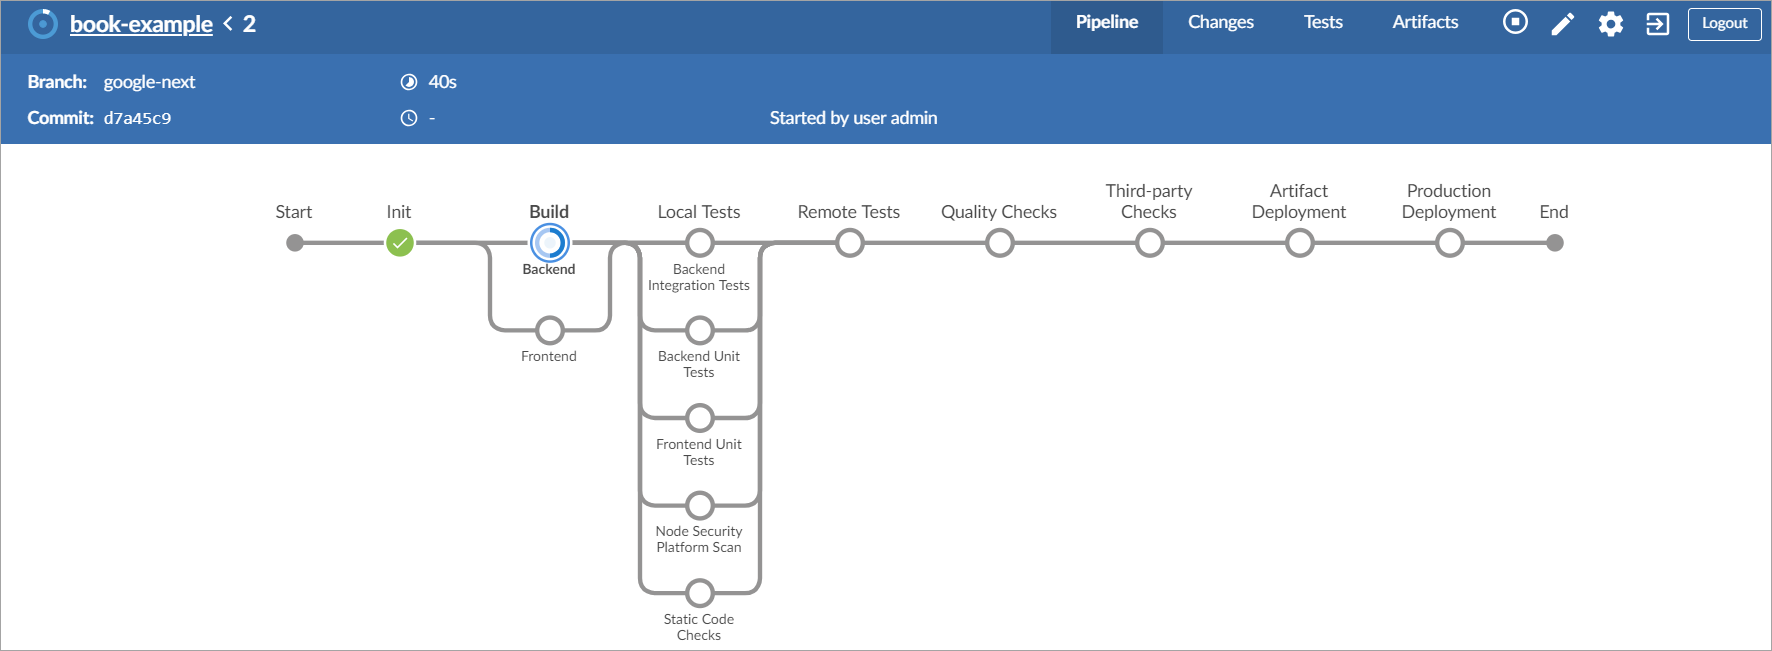 book-example < 2
Pipeline
Changes
Tests
Artifacts
Logout
Branch: google-next
40s
Commit: d7a45c9
-
Started by user admin
Start
Init
Build
Local Tests
Remote Tests
Quality Checks
Third-party
Checks
Artifact
Deployment
Production
Deployment
End
Backend
Frontend
Backend
Integration Tests
Backend Unit
Tests
Frontend Unit
Tests
Node Security
Platform Scan
Static Code
Checks